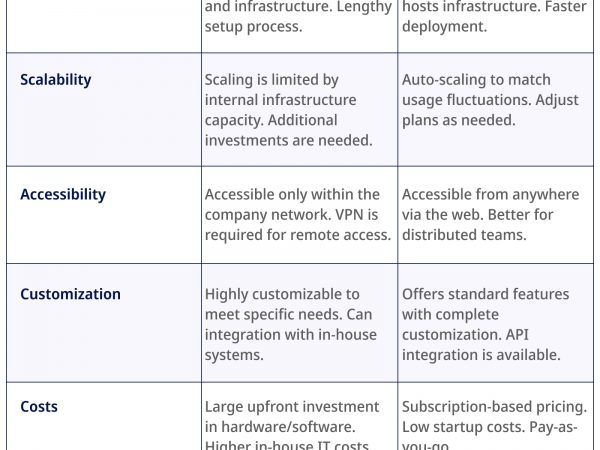 and infrastructure. Lengthy
setup process.
hosts infrastructure. Faster
deployment.
Scalability
Scaling is limited by
internal infrastructure
capacity. Additional
investments are needed.
Auto-scaling to match
usage fluctuations. Adjust
plans as needed.
Accessibility
Accessible only within the
company network. VPN is
required for remote access.
Accessible from anywhere
via the web. Better for
distributed teams.
Customization
Highly customizable to
meet specific needs. Can
integration with in-house
systems.
Offers standard features
with complete
customization. API
integration is available.
Costs
Large upfront investment
in hardware/software.
Higher in-house IT costs
Subscription-based pricing.
Low startup costs. Pay-as-
you-go